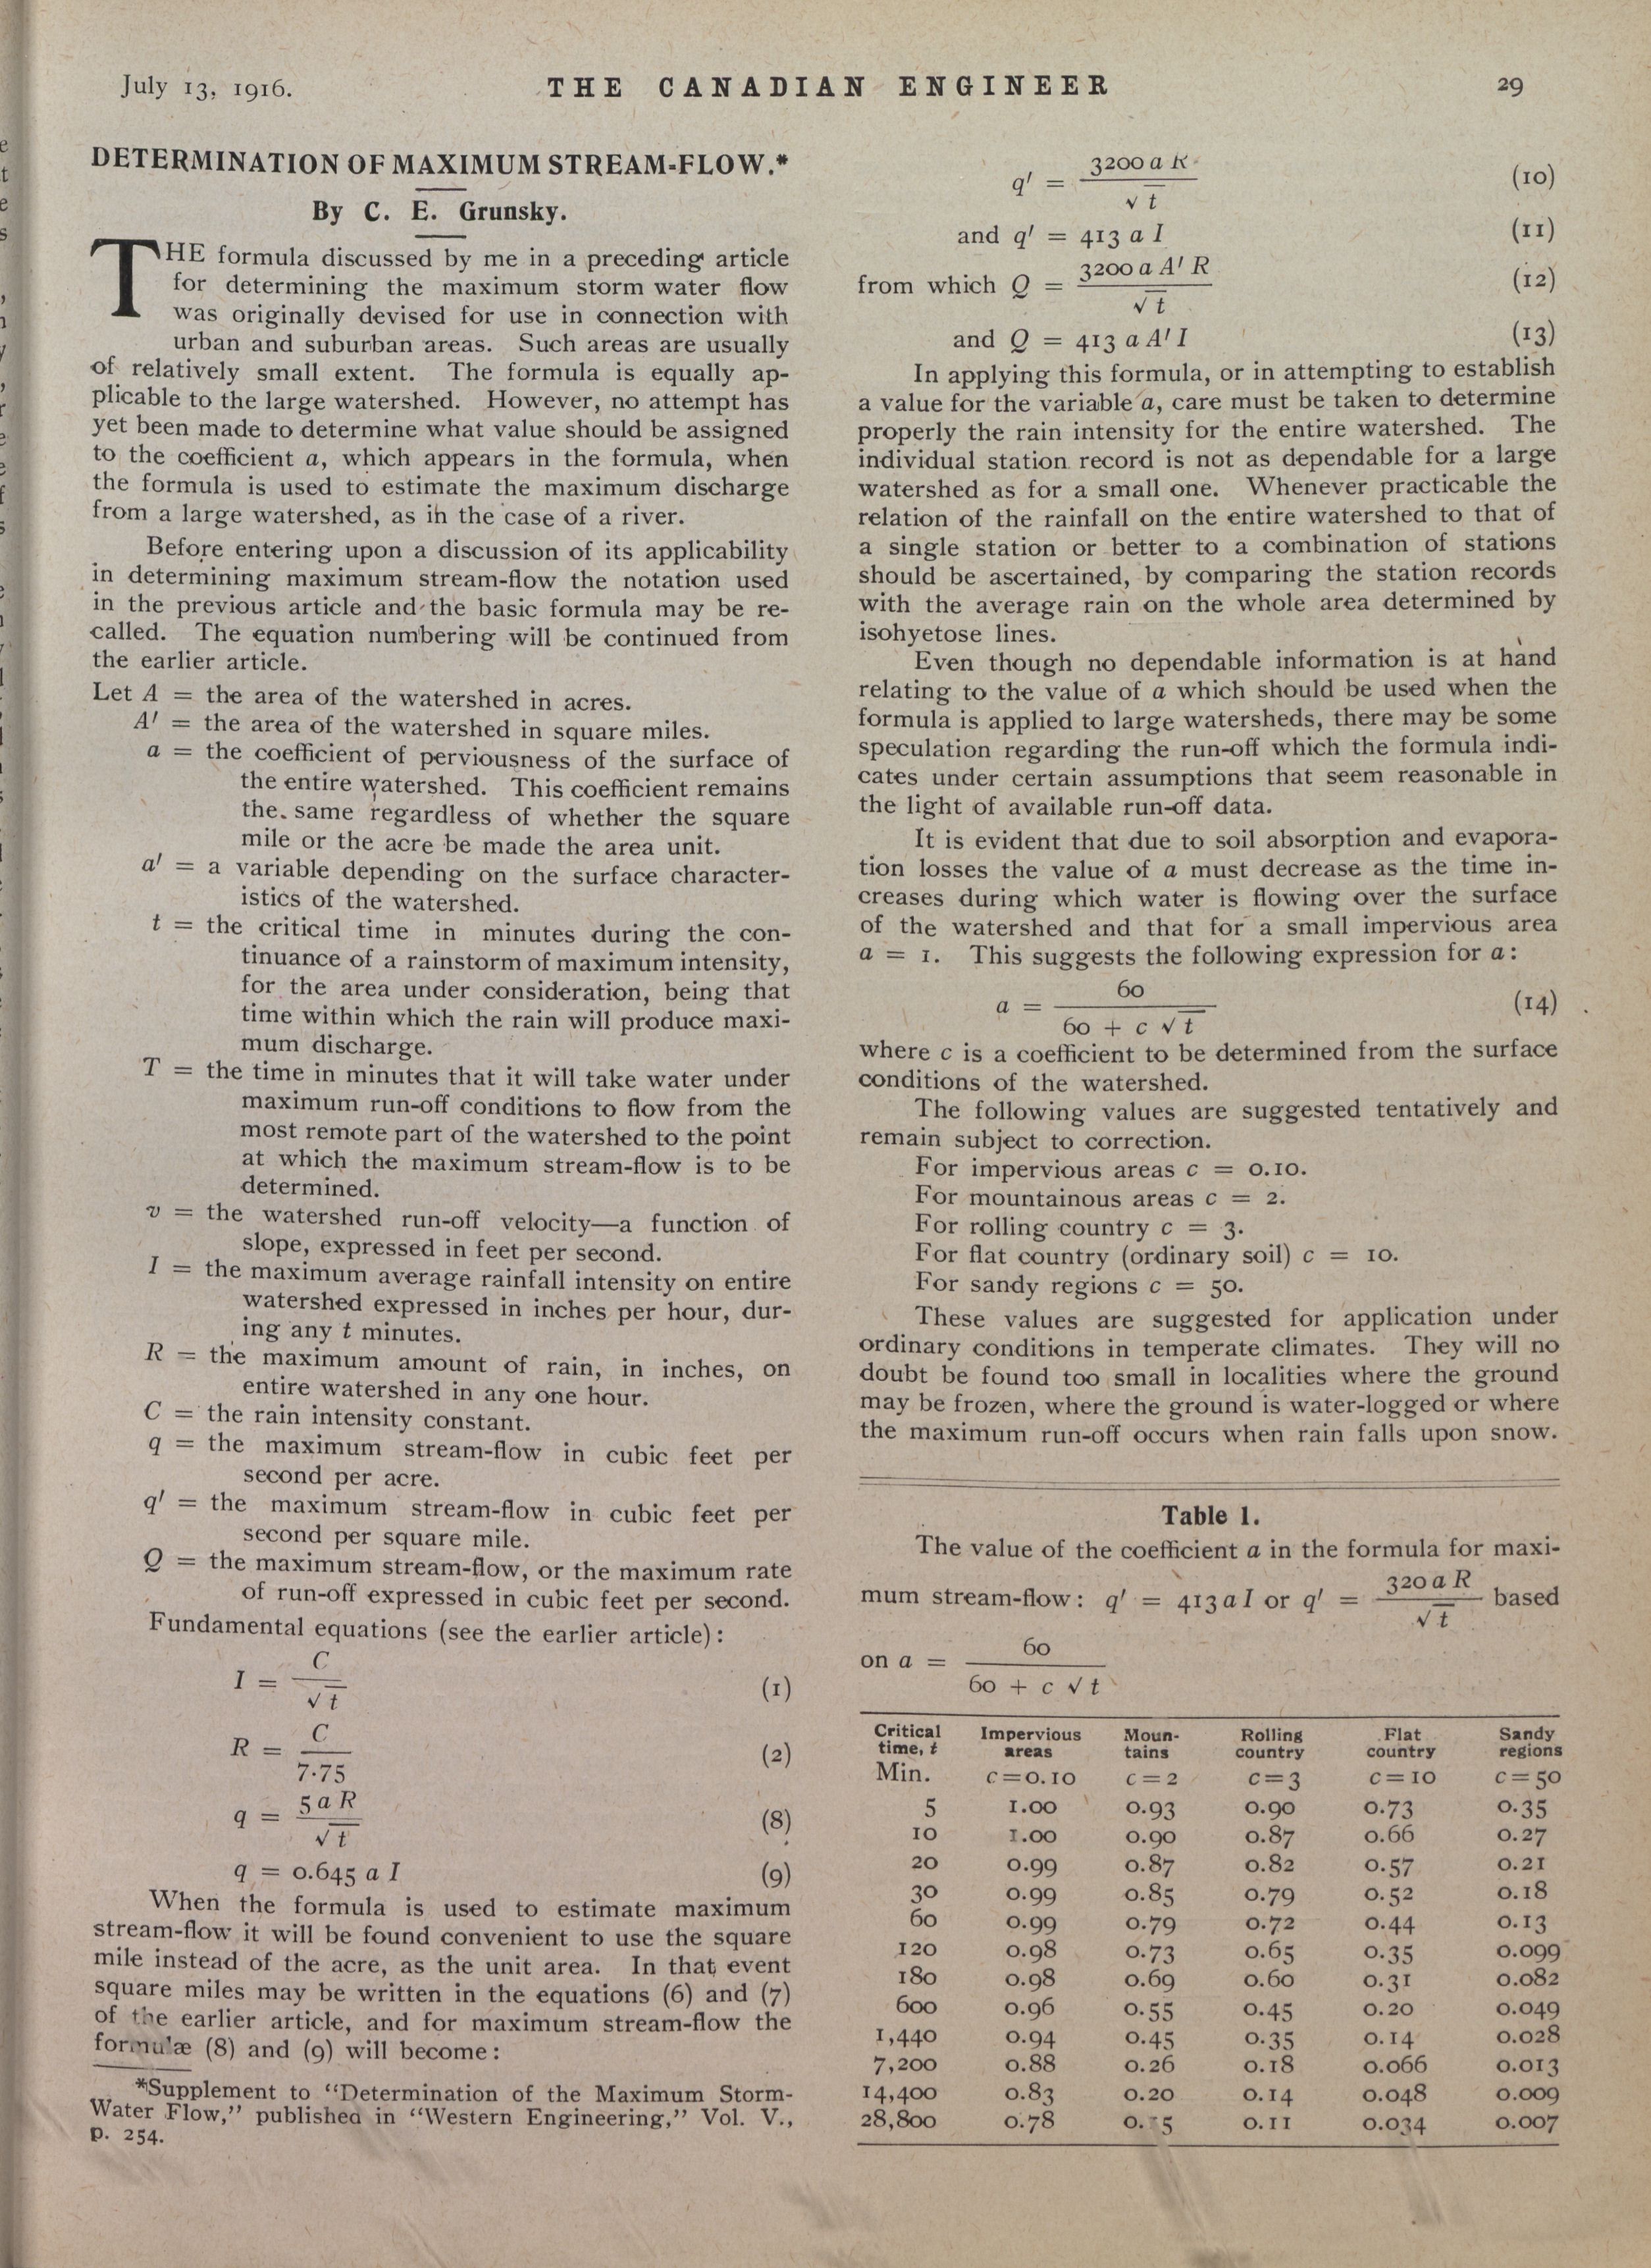 July 13, 1916.
THE CANADIAN ENGINEER
29
DETERMINATION OF MAXIMUM STREAM-FLOW.*
By C. E. Grunsky.
THE formula discussed by me in a preceding article
for determining the maximum storm water flow
was originally devised for use in connection with
urban and suburban areas. Such areas are usually
of relatively small extent. The formula is equally ap-
plicable to the large watershed. However, no attempt has
yet been made to determine what value should be assigned
to the coefficient a, which appears in the formula, when
the formula is used to estimate the maximum discharge
from a large watershed, as in the case of a river.
Before entering upon a discussion of its applicability
in determining maximum stream-flow the notation used
in the previous article and the basic formula may be re-
called. The equation numbering will be continued from
the earlier article.
Let A = the area of the watershed in acres.
A' = the area of the watershed in square miles.
a = the coefficient of perviousness of the surface of
the entire watershed. This coefficient remains
the same regardless of whether the square
mile or the acre be made the area unit.
a' = a variable depending on the surface character-
istics of the watershed.
t = the critical time in minutes during the con-
tinuance of a rainstorm of maximum intensity,
for the area under consideration, being that
time within which the rain will produce maxi-
mum discharge.
T = the time in minutes that it will take water under
maximum run-off conditions to flow from the
most remote part of the watershed to the point
at which the maximum stream-flow is to be
determined.
v = the watershed run-off velocity—a function of
slope, expressed in feet per second.
I = the maximum average rainfall intensity on entire
watershed expressed in inches per hour, dur-
ing any t minutes.
R = the maximum amount of rain, in inches, on
entire watershed in any one hour.
C = the rain intensity constant.
q = the maximum stream-flow in cubic feet per
second per acre.
q' = the maximum stream-flow in cubic feet per
second per square mile.
Q = the maximum stream-flow, or the maximum rate
of run-off expressed in cubic feet per second.
Fundamental equations (see the earlier article):
I = C / √t (1)
R = C / 7.75 (2)
q = 5 a R / √t (8)
q = 0.645 a I (9)
When the formula is used to estimate maximum
stream-flow it will be found convenient to use the square
mile instead of the acre, as the unit area. In that event
square miles may be written in the equations (6) and (7)
of the earlier article, and for maximum stream-flow the
formulæ (8) and (9) will become:
*Supplement to "Determination of the Maximum Storm-
Water Flow," published in "Western Engineering," Vol. V.,
p. 254.
q' = 3200 a R / √t (10)
and q' = 413 a I (11)
from which Q = 3200 a A' R / √t (12)
and Q = 413 a A' I (13)
In applying this formula, or in attempting to establish
a value for the variable a, care must be taken to determine
properly the rain intensity for the entire watershed. The
individual station record is not as dependable for a large
watershed as for a small one. Whenever practicable the
relation of the rainfall on the entire watershed to that of
a single station or better to a combination of stations
should be ascertained, by comparing the station records
with the average rain on the whole area determined by
isohyetose lines.
Even though no dependable information is at hand
relating to the value of a which should be used when the
formula is applied to large watersheds, there may be some
speculation regarding the run-off which the formula indi-
cates under certain assumptions that seem reasonable in
the light of available run-off data.
It is evident that due to soil absorption and evapora-
tion losses the value of a must decrease as the time in-
creases during which water is flowing over the surface
of the watershed and that for a small impervious area
a = 1. This suggests the following expression for a:
a = 60 / 60 + c √t (14)
where c is a coefficient to be determined from the surface
conditions of the watershed.
The following values are suggested tentatively and
remain subject to correction.
For impervious areas c = 0.10.
For mountainous areas c = 2.
For rolling country c = 3.
For flat country (ordinary soil) c = 10.
For sandy regions c = 50.
These values are suggested for application under
ordinary conditions in temperate climates. They will no
doubt be found too small in localities where the ground
may be frozen, where the ground is water-logged or where
the maximum run-off occurs when rain falls upon snow.
Table 1.
The value of the coefficient a in the formula for maxi-
mum stream-flow: q' = 413 a I or q' = 320 a R / √t based
on a = 60 / 60 + c √t
Critical time, t Impervious areas Moun-tains Rolling country Flat country Sandy regions
Min. c=0.10 c=2 c=3 c=10 c=50
5 1.00 0.93 0.90 0.73 0.35
10 1.00 0.90 0.87 0.66 0.27
20 0.99 0.87 0.82 0.57 0.21
30 0.99 0.85 0.79 0.52 0.18
60 0.99 0.79 0.72 0.44 0.13
120 0.98 0.73 0.65 0.35 0.099
180 0.98 0.69 0.60 0.31 0.082
600 0.96 0.55 0.45 0.20 0.049
1,440 0.94 0.45 0.35 0.14 0.028
7,200 0.88 0.26 0.18 0.066 0.013
14,400 0.83 0.20 0.14 0.048 0.009
28,800 0.78 0.11 0.034 0.007